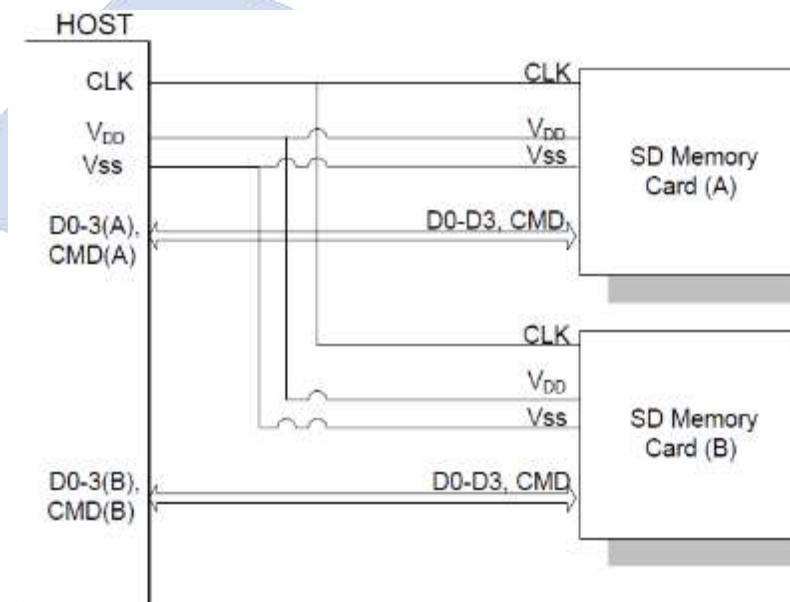 HOST
CLK
CLK
VDD
VDD
Vss
Vss
SD Memory
Card (A)
D0-3(A),
CMD(A)
D0-D3, CMD
CLK
VDD
Vss
SD Memory
Card (B)
D0-3(B),
CMD(B)
D0-D3, CMD